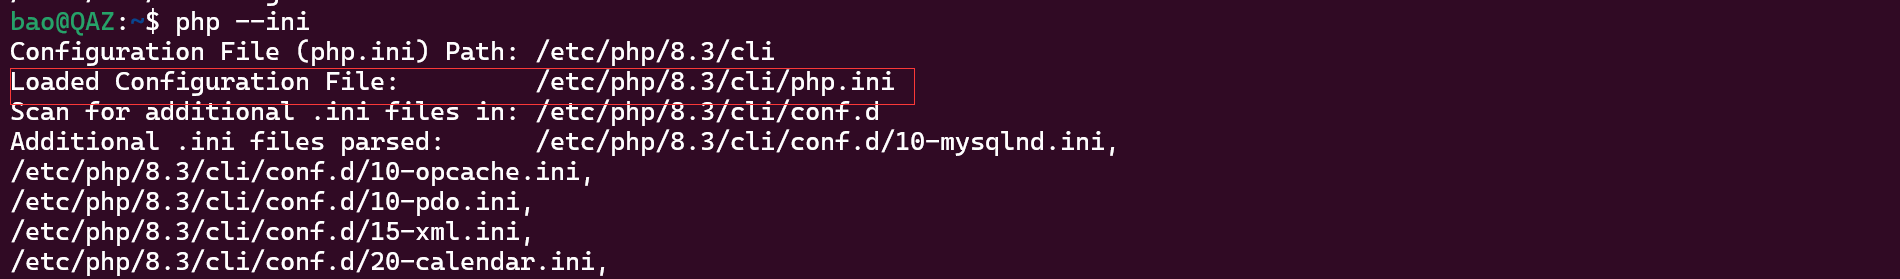 bao@QAZ:~$ php --ini
Configuration File (php.ini) Path: /etc/php/8.3/cli
Loaded Configuration File:         /etc/php/8.3/cli/php.ini
Scan for additional .ini files in: /etc/php/8.3/cli/conf.d
Additional .ini files parsed:      /etc/php/8.3/cli/conf.d/10-mysqlnd.ini,
/etc/php/8.3/cli/conf.d/10-opcache.ini,
/etc/php/8.3/cli/conf.d/10-pdo.ini,
/etc/php/8.3/cli/conf.d/15-xml.ini,
/etc/php/8.3/cli/conf.d/20-calendar.ini,